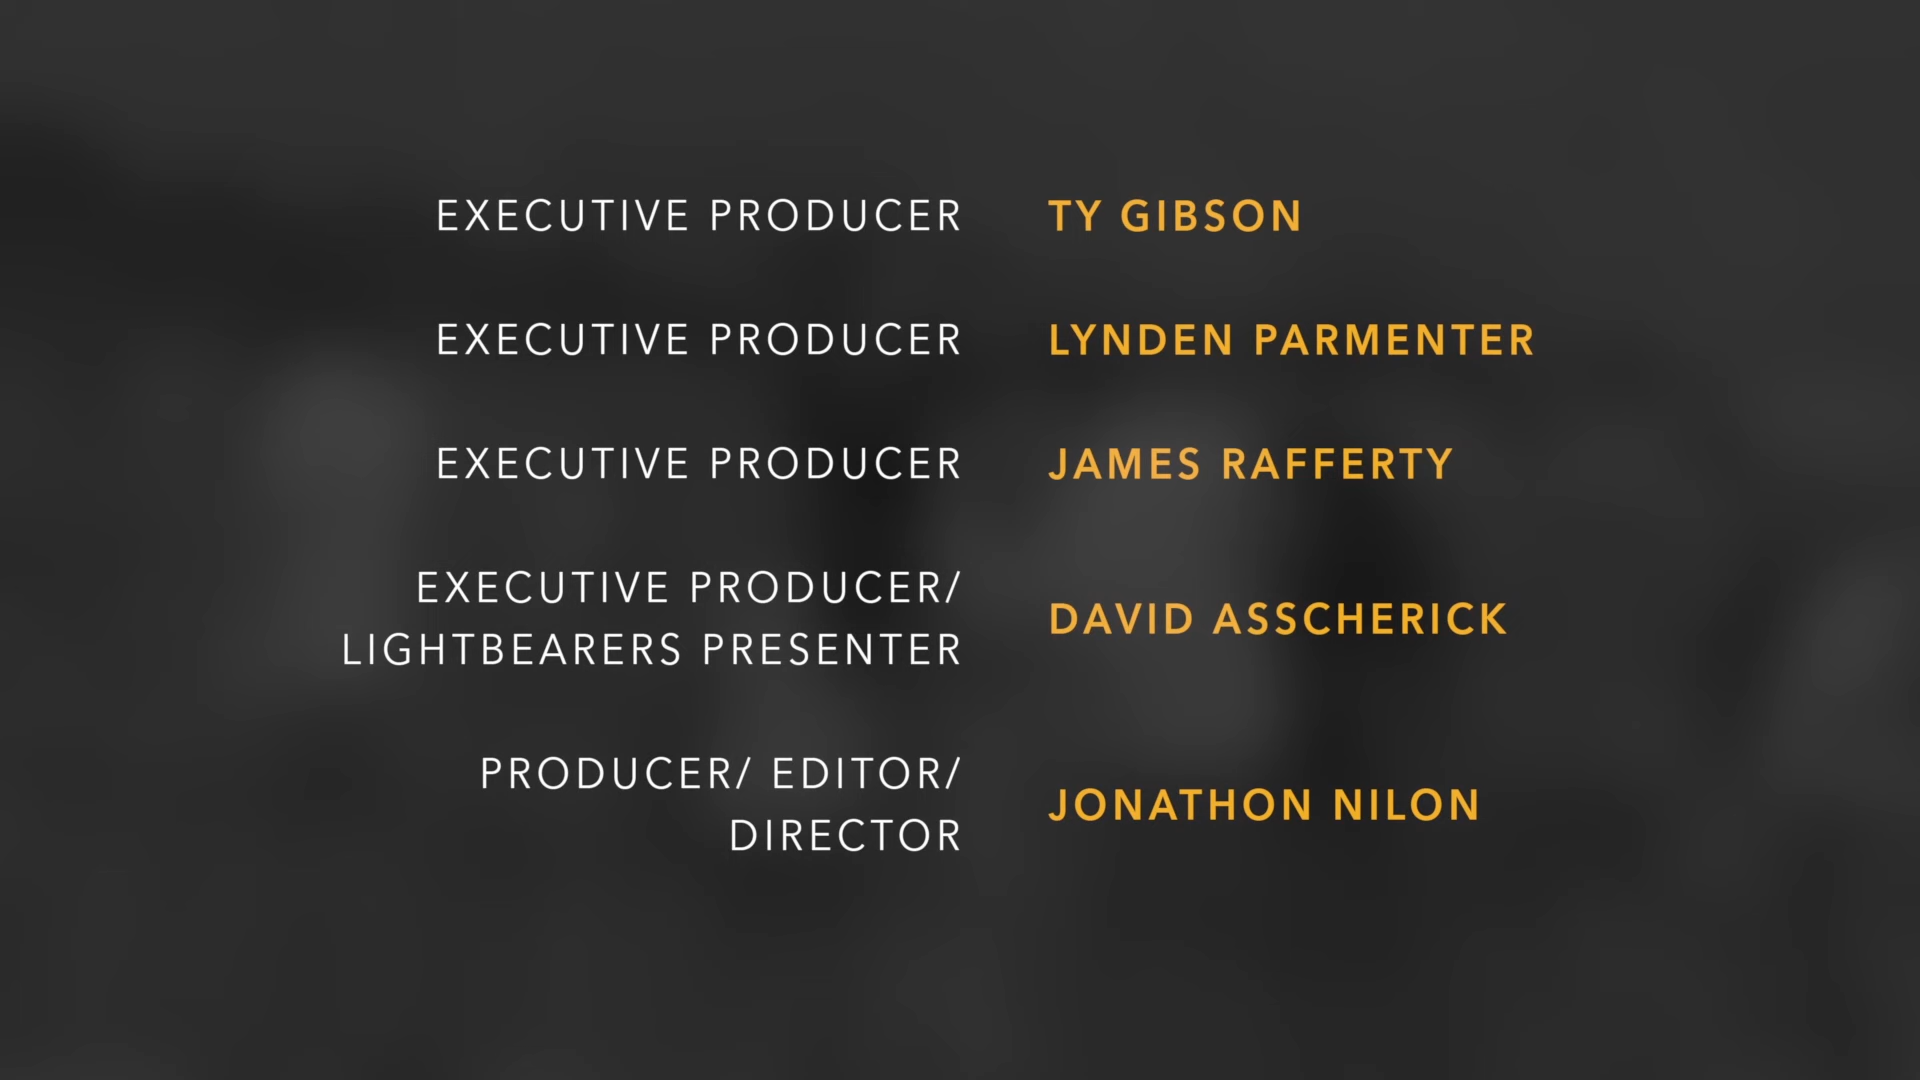 EXECUTIVE PRODUCER TY GIBSON
EXECUTIVE PRODUCER LYNDEN PARMENTER
EXECUTIVE PRODUCER JAMES RAFFERTY
EXECUTIVE PRODUCER/
LIGHTBEARERS PRESENTER
DAVID ASSCHERICK
PRODUCER/ EDITOR/
DIRECTOR
JONATHON NILON